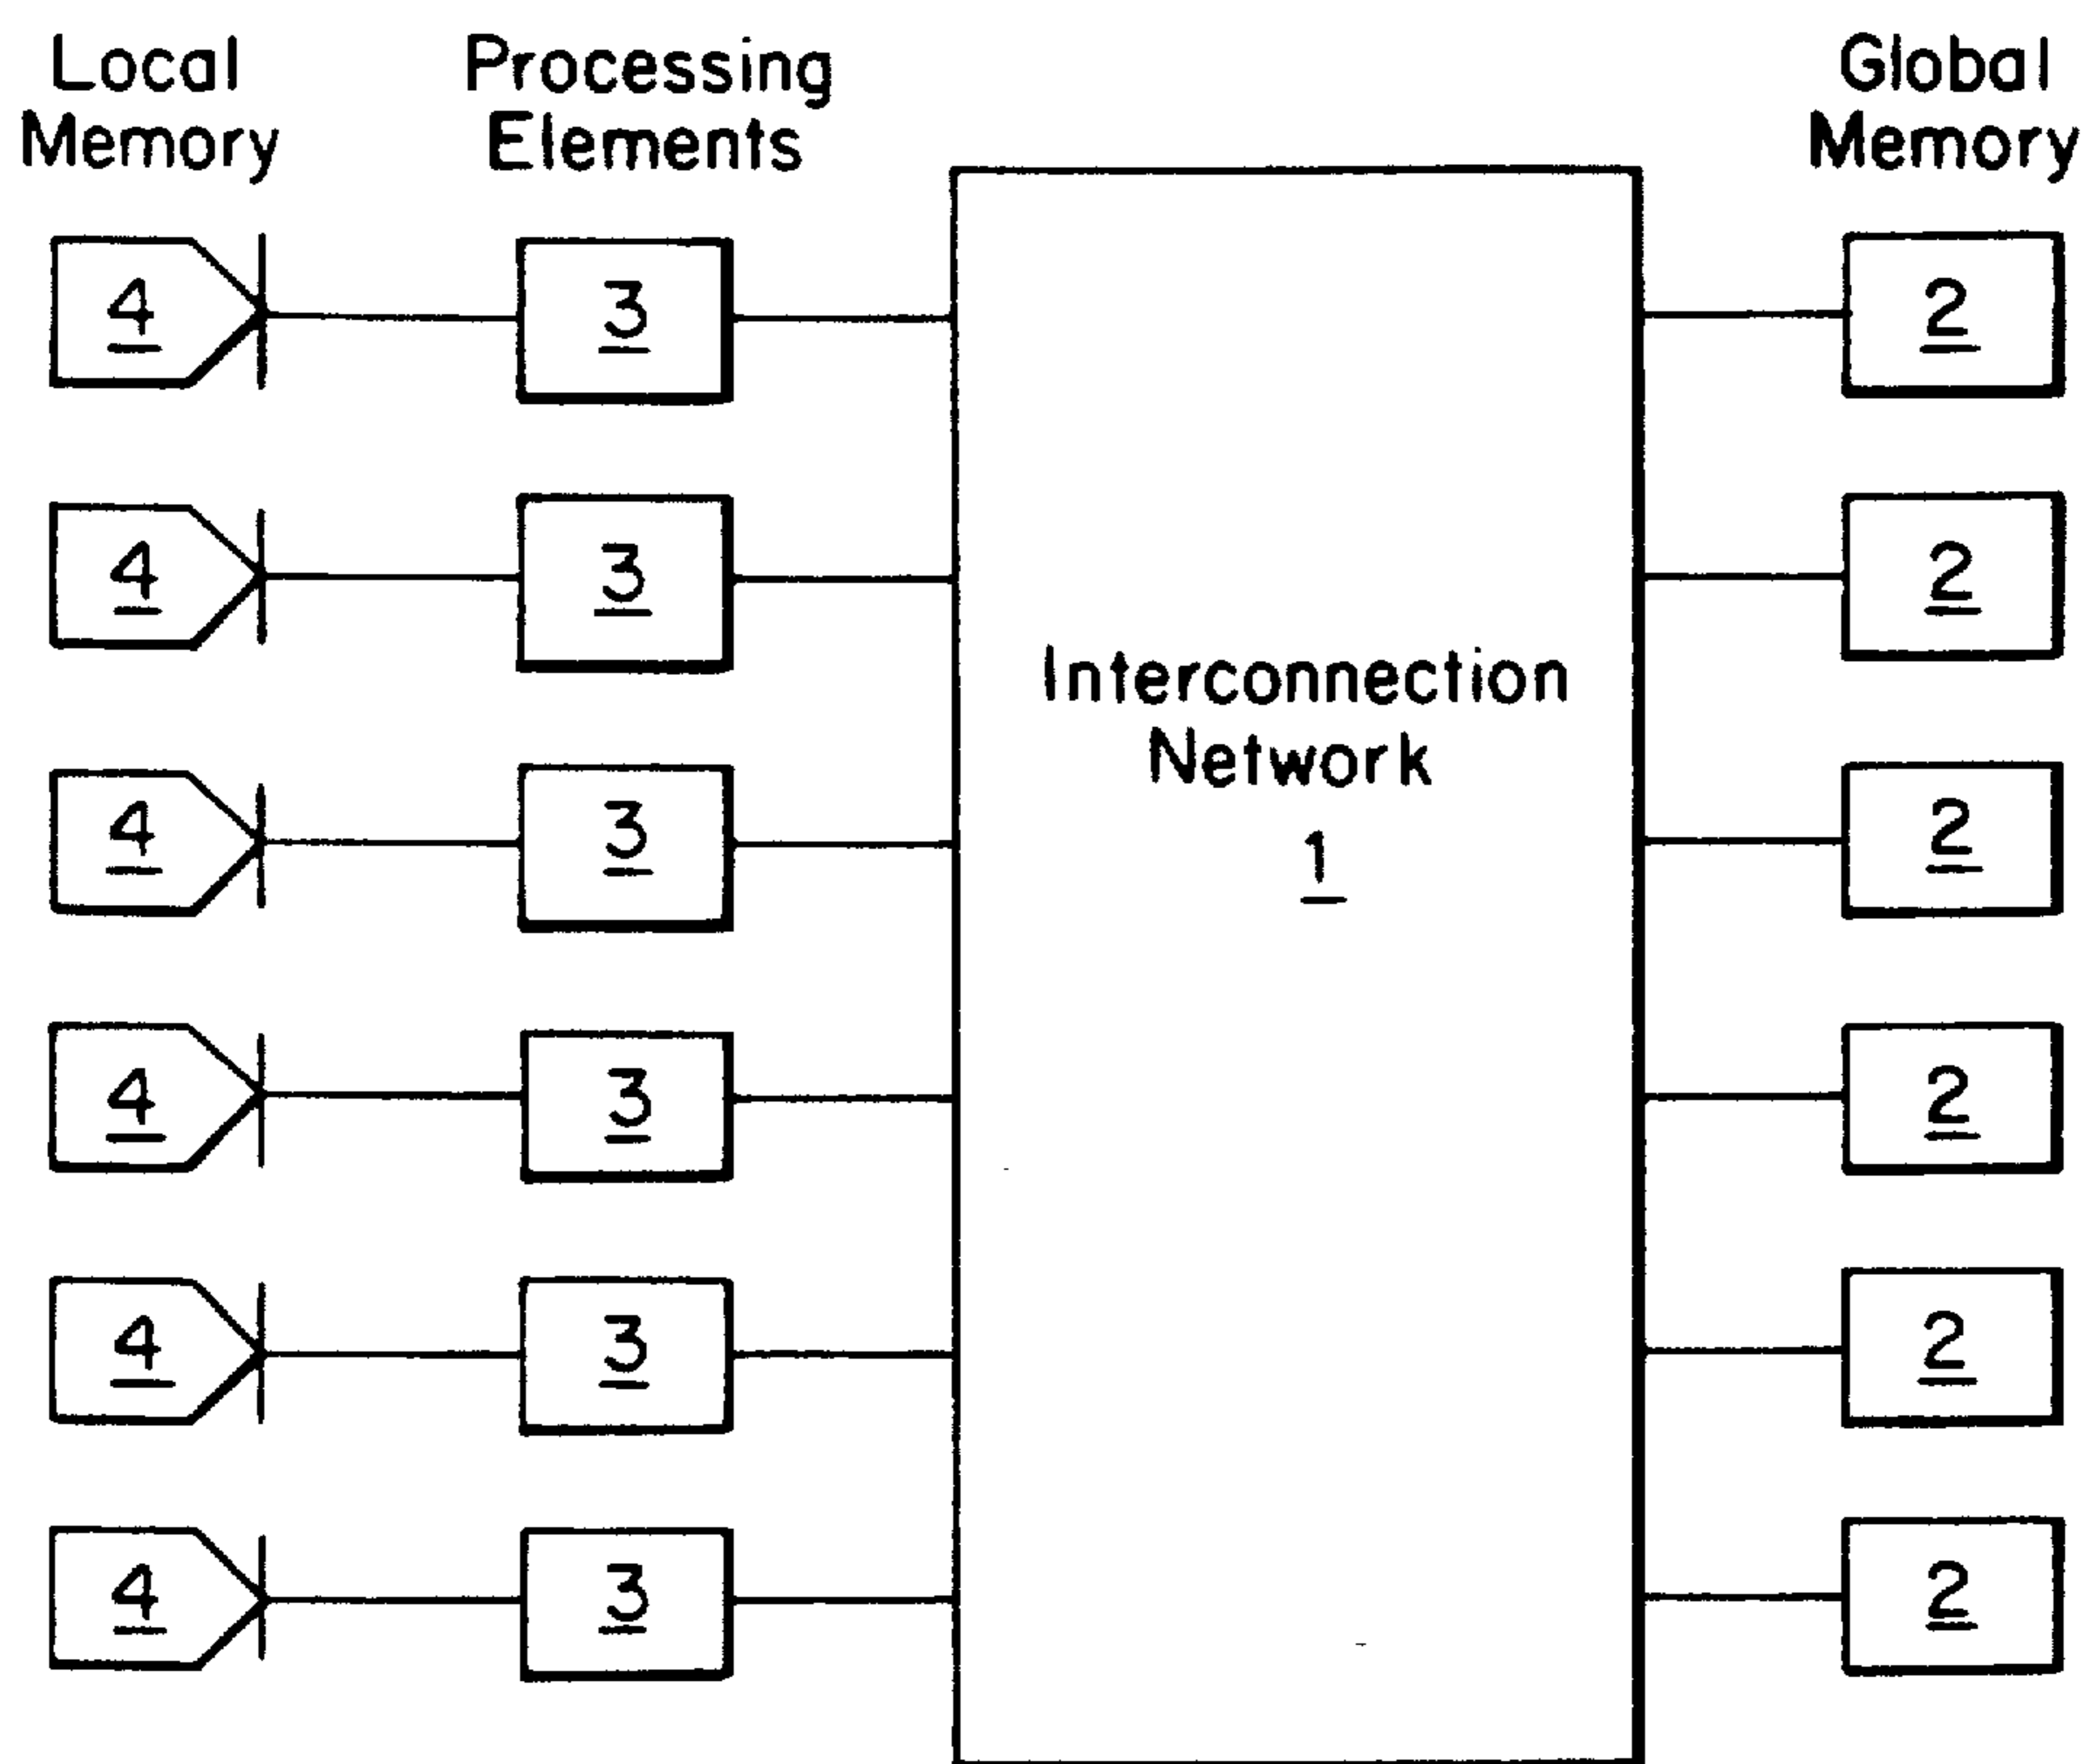 Local
Memory
Processing
Elements
Global
Memory
4 3 2
4 3 2
Interconnection
Network
4 3 2
1
4 3 2
4 3 2
4 3 2